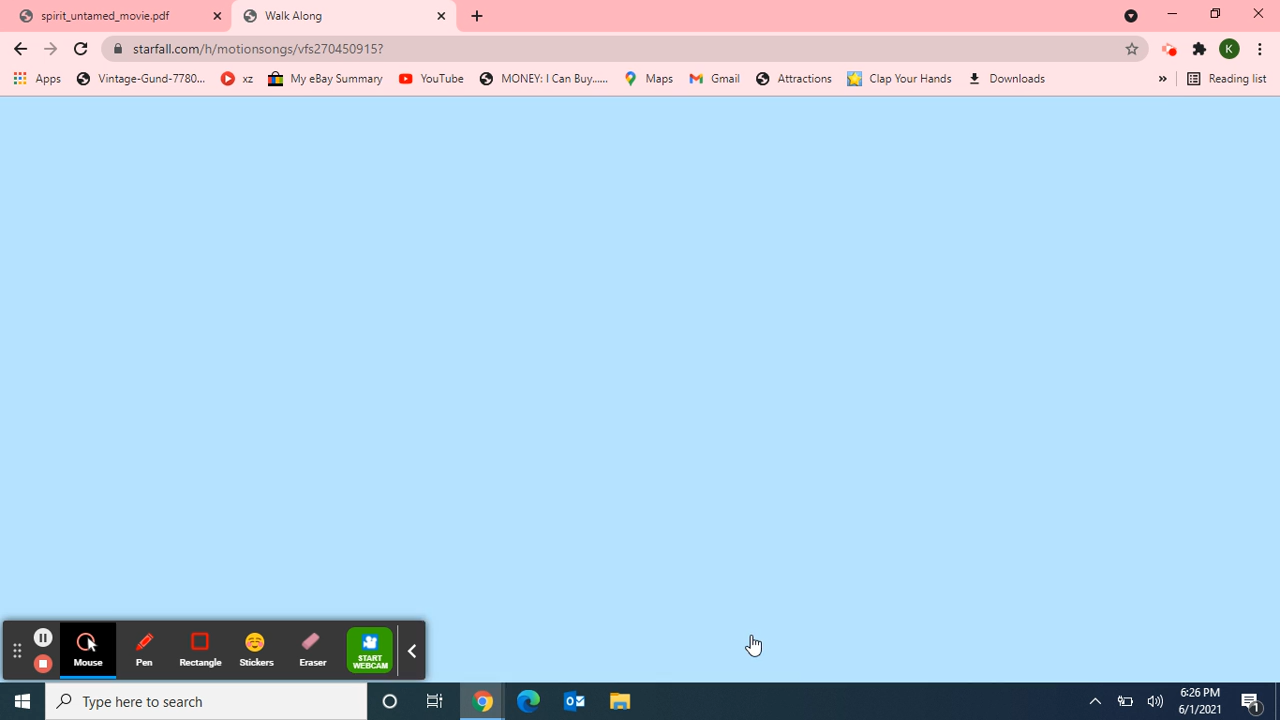 spirit_untamed_movie.pdf
Walk Along
starfall.com/h/motionsongs/vfs270450915?
K
Apps
Vintage-Gund-7780...
xz
My eBay Summary
YouTube
MONEY: I Can Buy......
Maps
Gmail
Attractions
Clap Your Hands
Downloads
»
Reading list
Mouse
Pen
Rectangle
Stickers
Eraser
START
WEBCAM
Type here to search
6:26 PM
6/1/2021
1